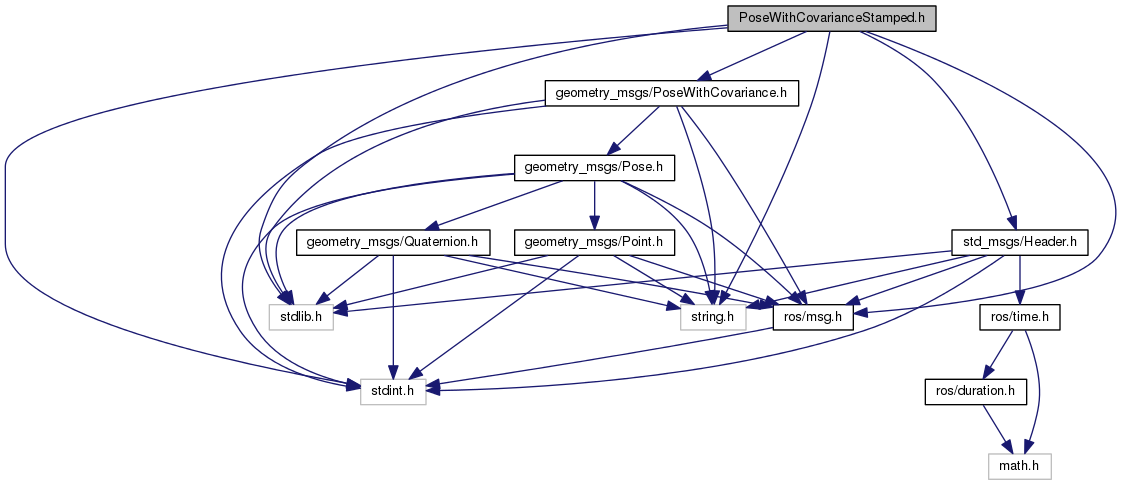 PoseWithCovarianceStamped.h
geometry_msgs/PoseWithCovariance.h
geometry_msgs/Pose.h
geometry_msgs/Quaternion.h
geometry_msgs/Point.h
std_msgs/Header.h
stdlib.h
string.h
ros/msg.h
ros/time.h
stdint.h
ros/duration.h
math.h